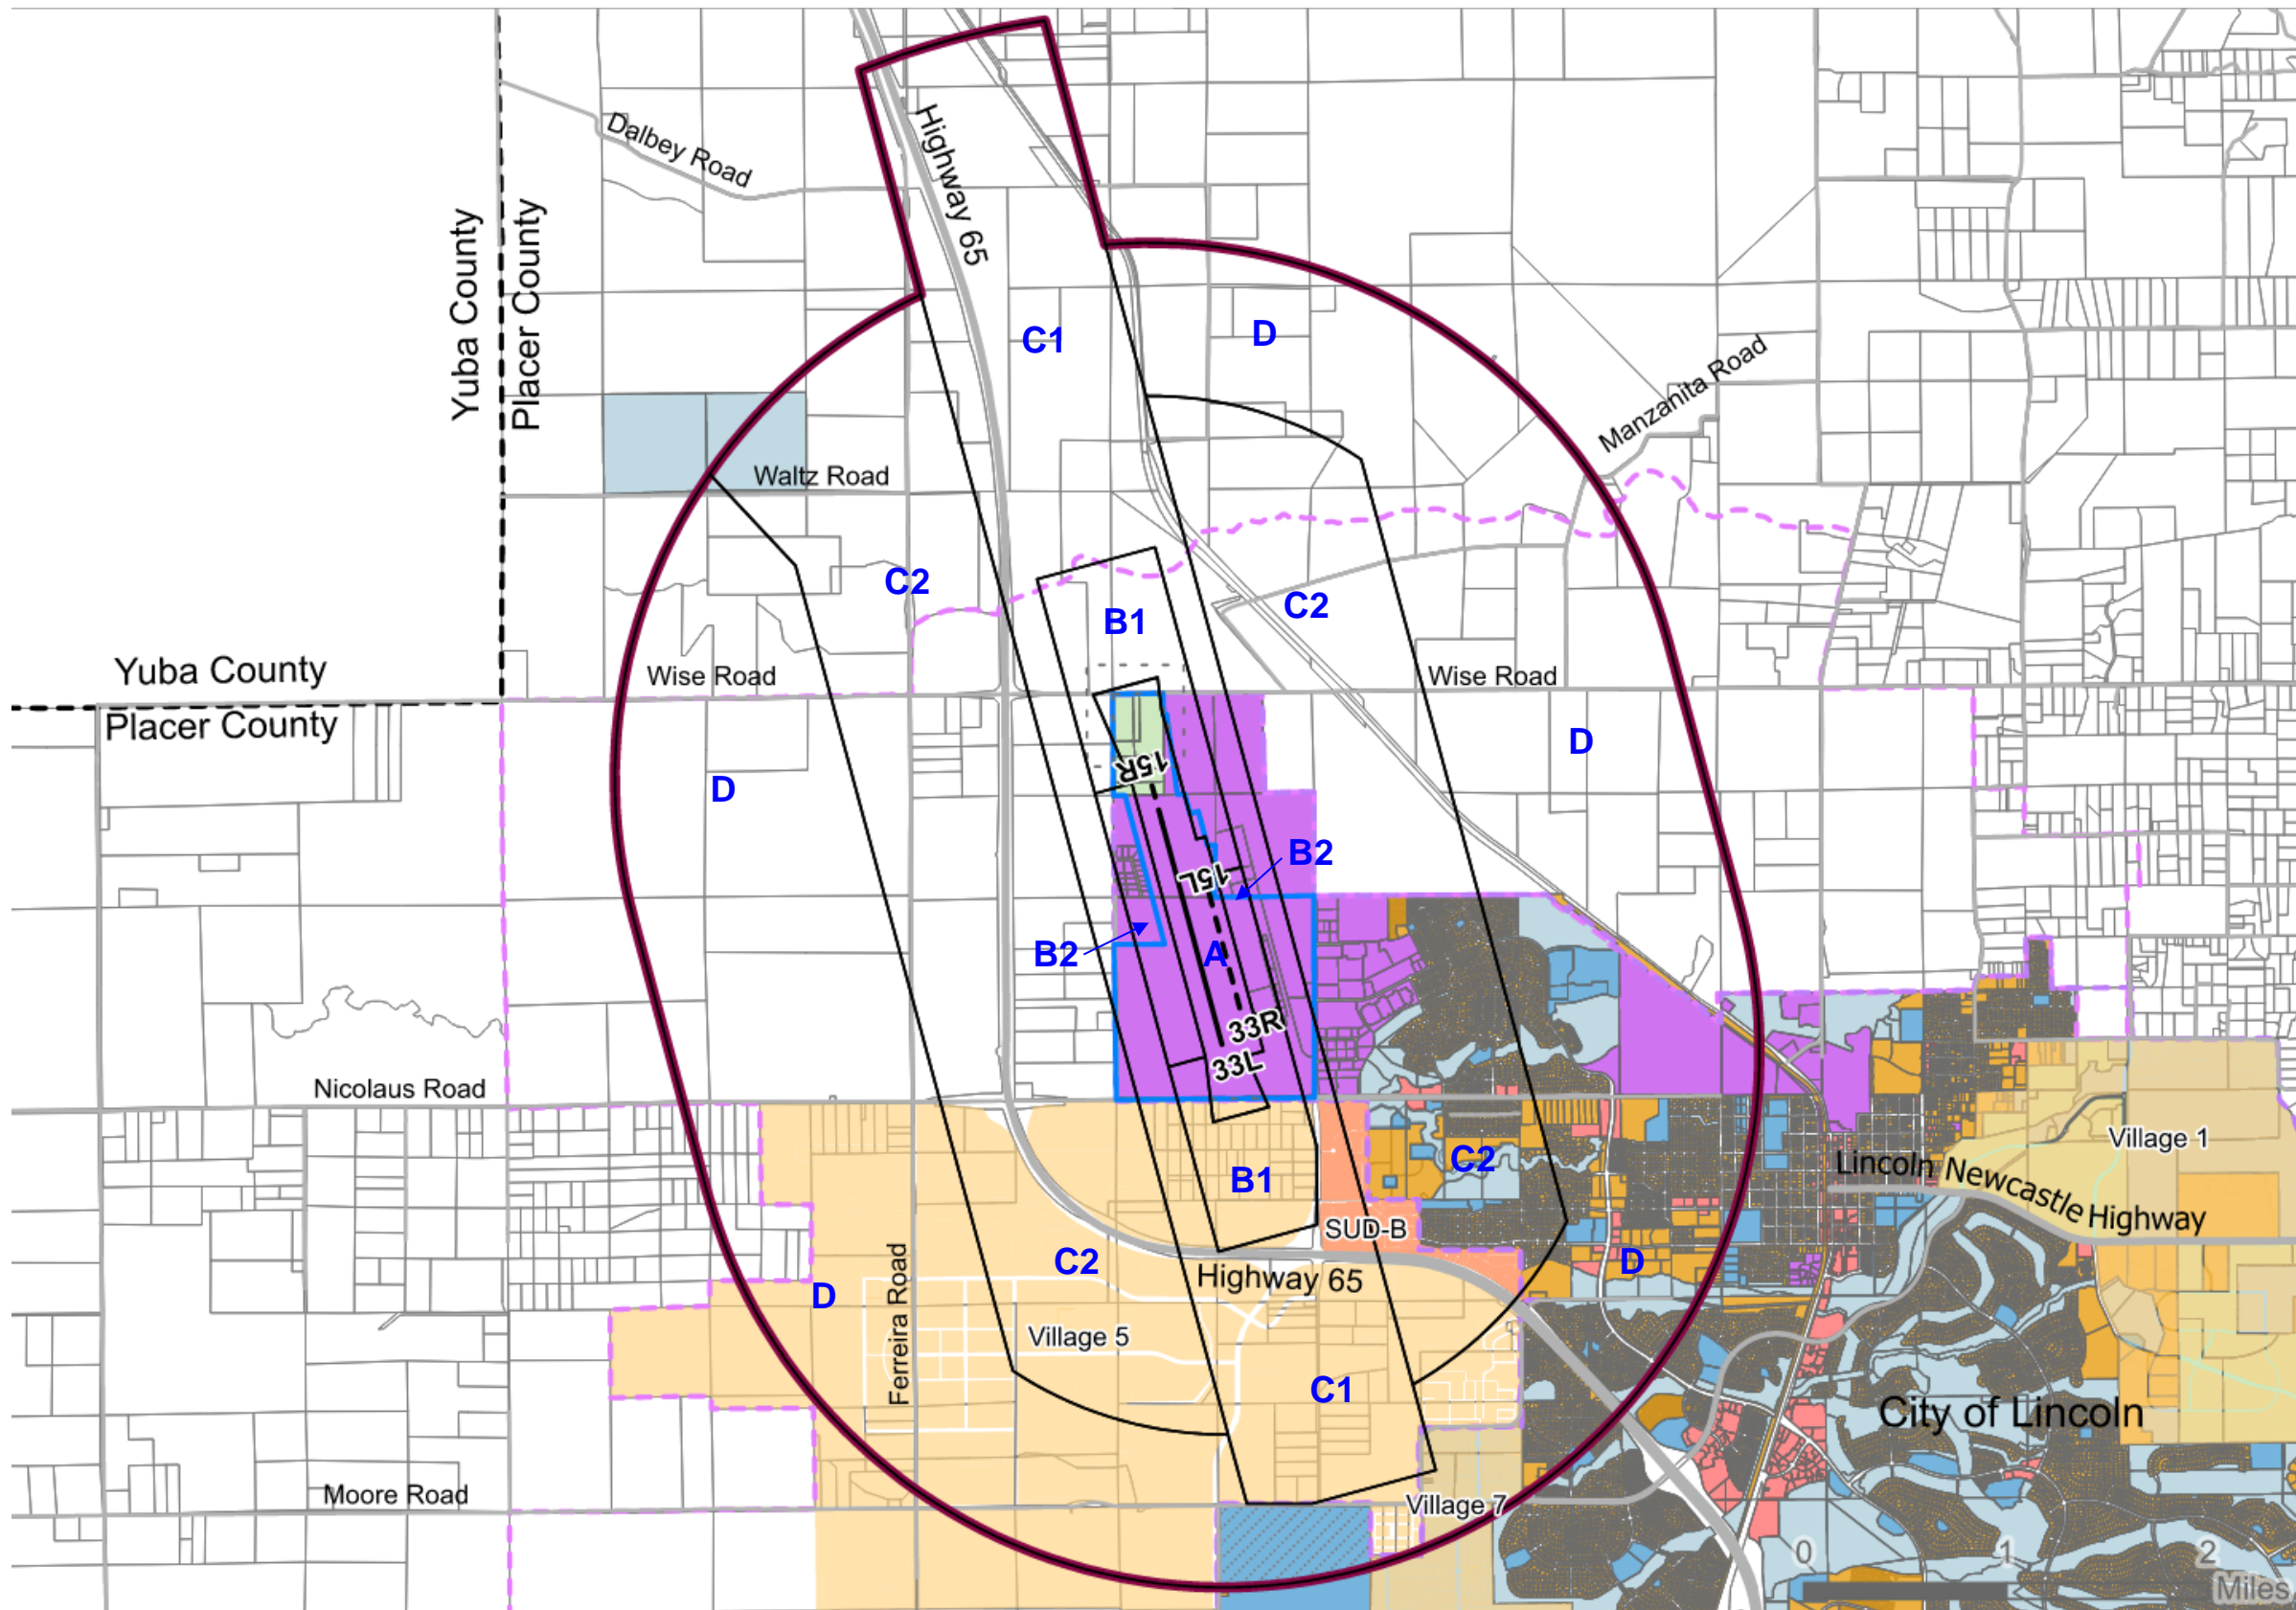 Dalbey Road
Highway 65
Yuba County
Placer County
C1
D
Manzanita Road
Waltz Road
C2
B1
C2
Yuba County
Placer County
Wise Road
Wise Road
D
D
15R
B2
15L
B2
A
33R
33L
Nicolaus Road
B1
C2
Village 1
Lincoln Newcastle Highway
SUD-B
C2
Highway 65
D
D
Ferreira Road
Village 5
C1
City of Lincoln
Moore Road
Village 7
0 1 2
Miles